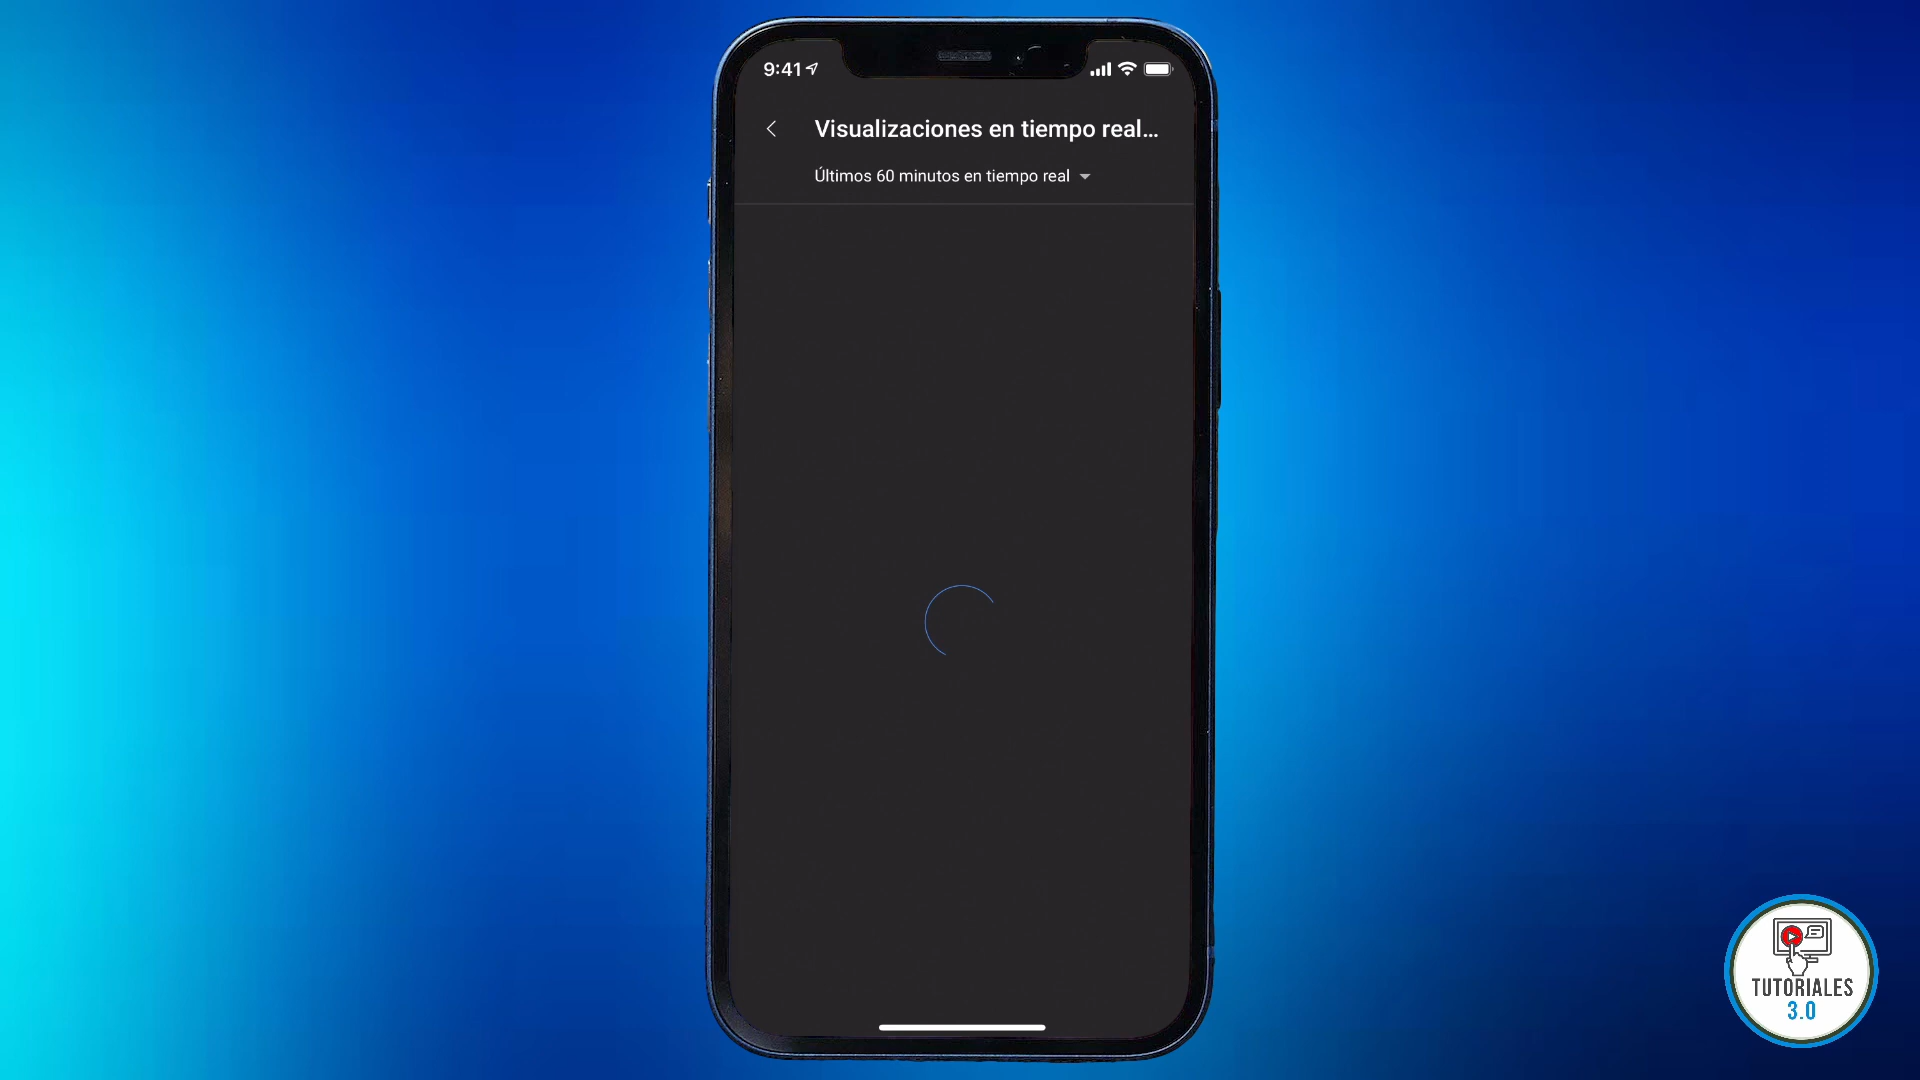 9:41
Visualizaciones en tiempo real...
Últimos 60 minutos en tiempo real
TUTORIALES
3.0